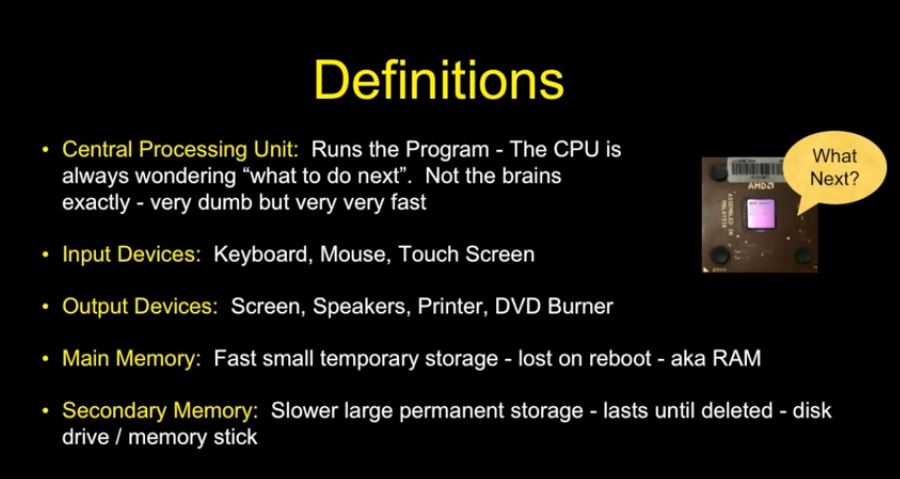 Definitions
• Central Processing Unit: Runs the Program - The CPU is
always wondering “what to do next”. Not the brains
exactly - very dumb but very very fast
What
Next?
AMD
ASSEMBLED IN
MALAYSIA
• Input Devices: Keyboard, Mouse, Touch Screen
• Output Devices: Screen, Speakers, Printer, DVD Burner
• Main Memory: Fast small temporary storage - lost on reboot - aka RAM
• Secondary Memory: Slower large permanent storage - lasts until deleted - disk
drive / memory stick